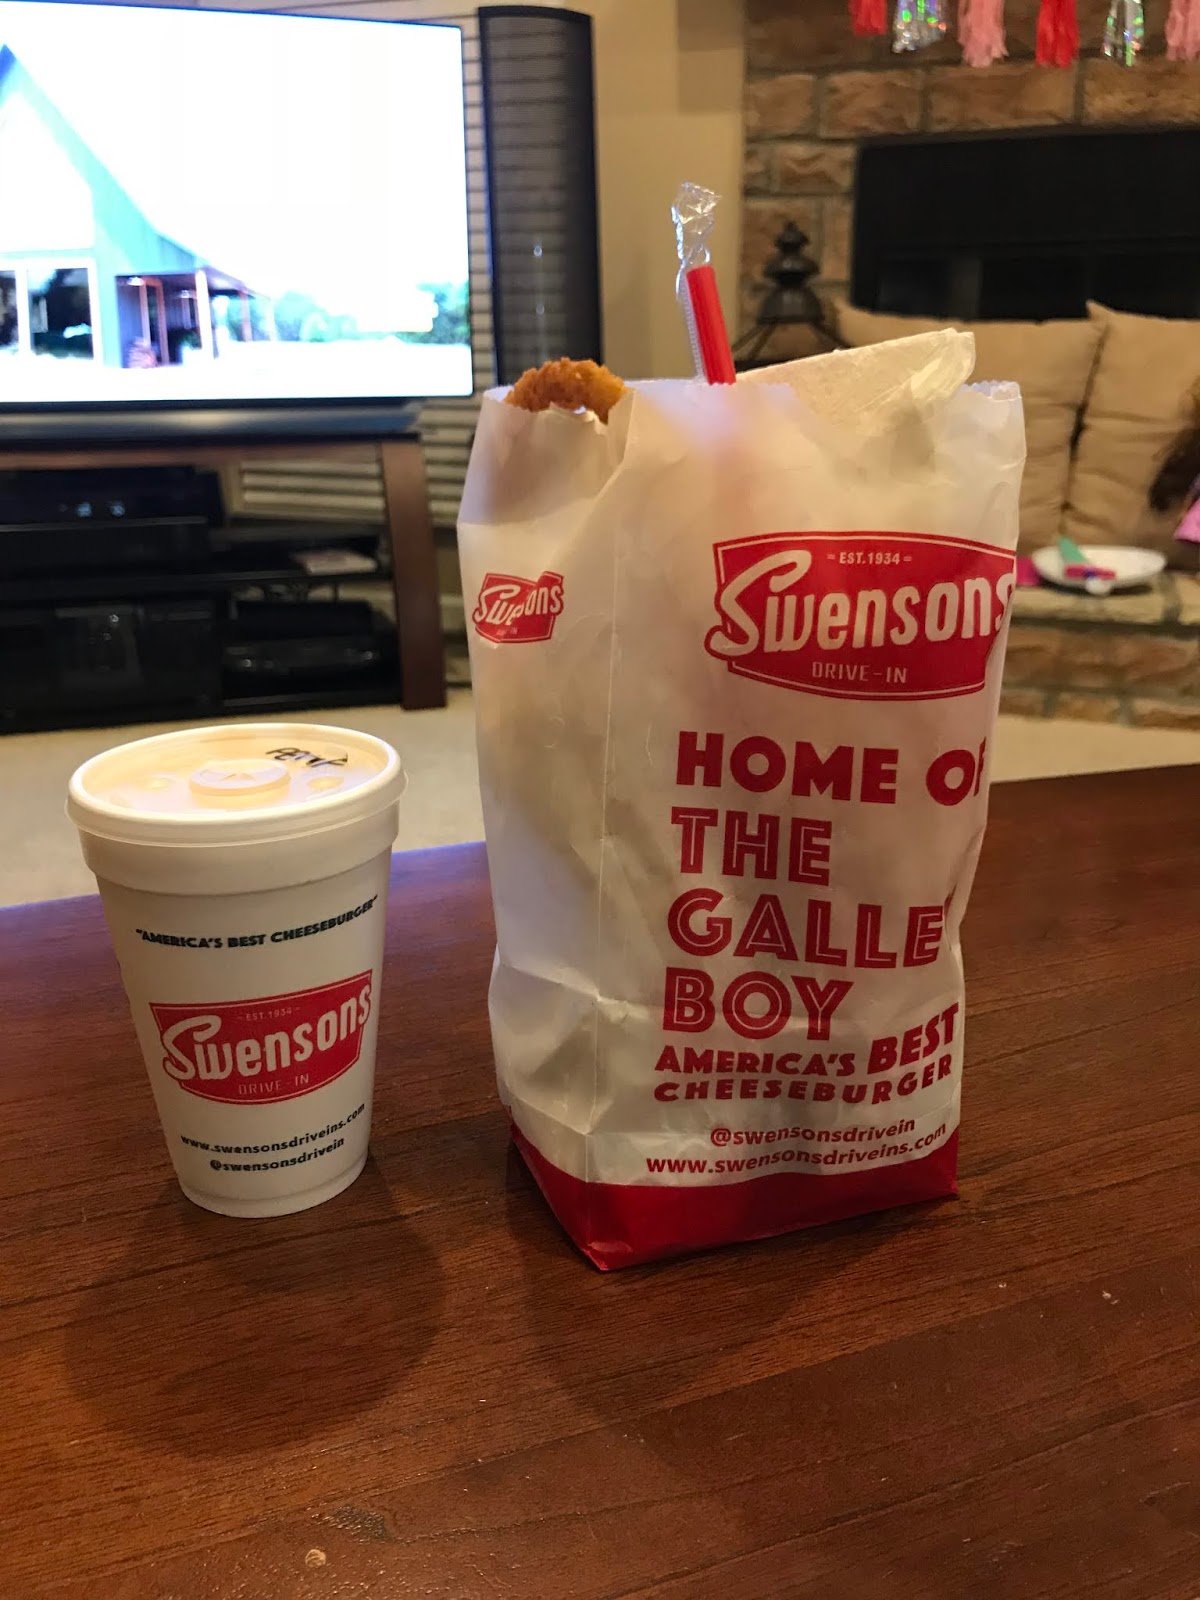 "AMERICA'S BEST CHEESEBURGER"
EST. 1934
Swensons
DRIVE-IN
www.swensonsdriveins.com
@swensonsdrivein
Swensons
EST. 1934
Swensons
DRIVE-IN
HOME OF
THE
GALLEY
BOY
AMERICA'S BEST
CHEESEBURGER
@swensonsdrivein
www.swensonsdriveins.com